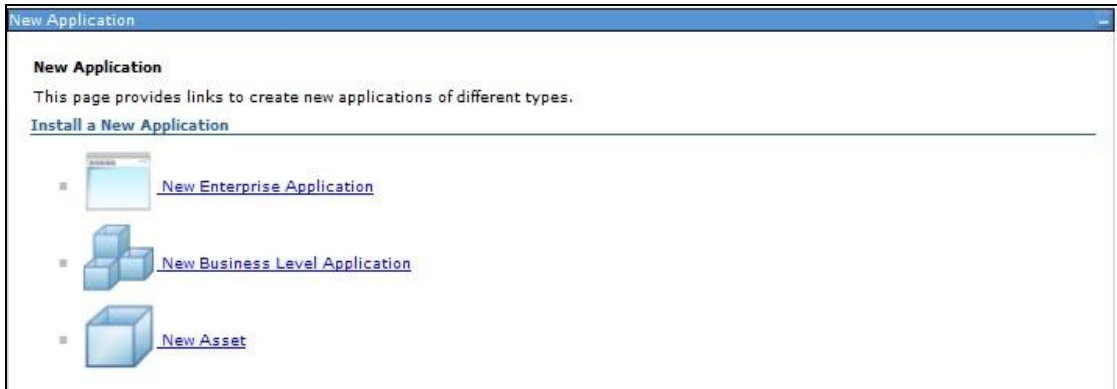 New Application
New Application
This page provides links to create new applications of different types.
Install a New Application
New Enterprise Application
New Business Level Application
New Asset